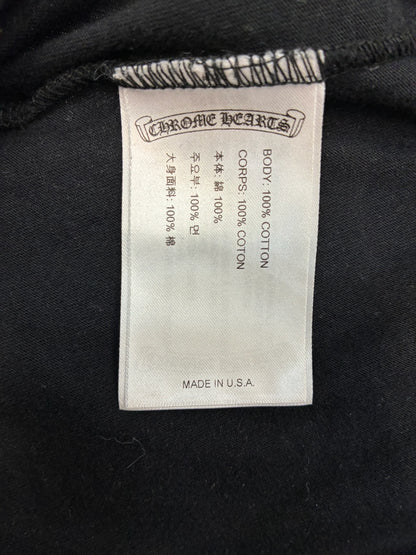 CHROME HEARTS
BODY: 100% COTTON
CORPS: 100% COTON
本体: 綿 100%
주요부: 100% 면
大身面料: 100% 棉
MADE IN U.S.A.